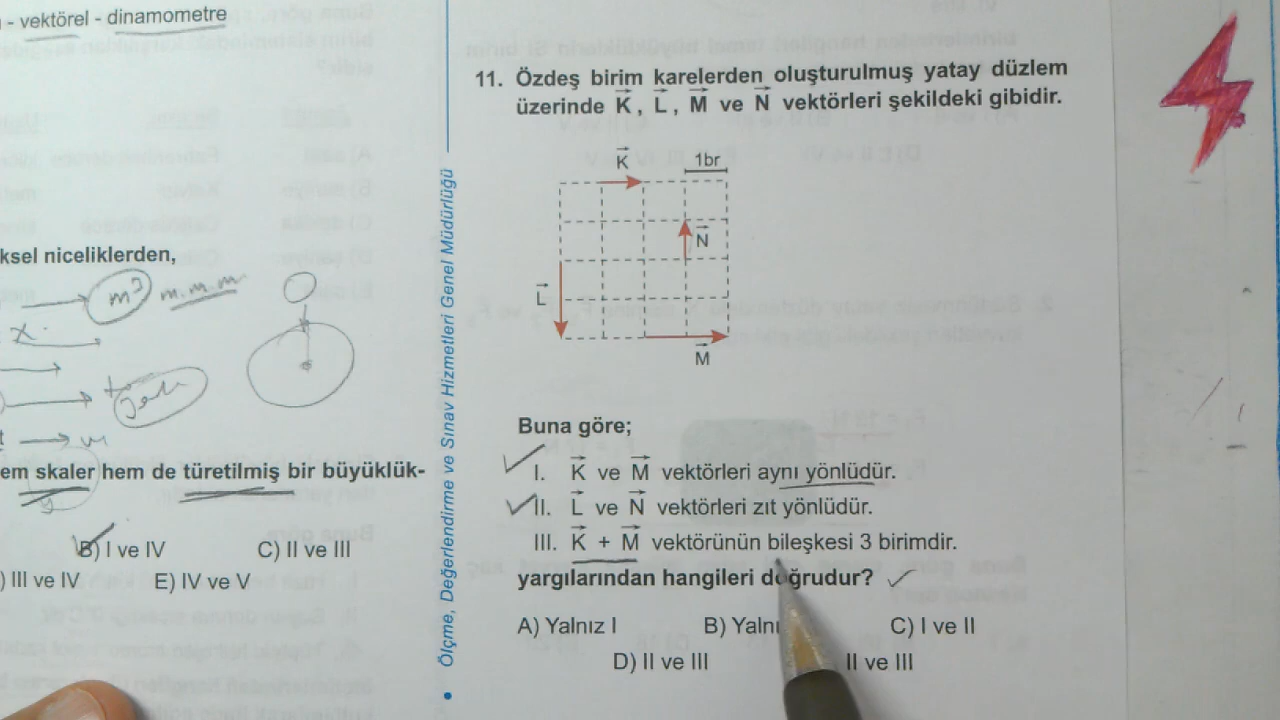 - vektörel - dinamometre
ksel niceliklerden,
m³ m.m.m
x
em skaler hem de türetilmiş bir büyüklük-
B) I ve IV C) II ve III
) III ve IV E) IV ve V
Ölçme, Değerlendirme ve Sınav Hizmetleri Genel Müdürlüğü
11. Özdeş birim karelerden oluşturulmuş yatay düzlem
üzerinde K, L, M ve N vektörleri şekildeki gibidir.
K 1br
N
L
M
Buna göre;
I. K ve M vektörleri aynı yönlüdür.
II. L ve N vektörleri zıt yönlüdür.
III. K + M vektörünün bileşkesi 3 birimdir.
yargılarından hangileri doğrudur?
A) Yalnız I B) C) I ve II
D) II ve III II ve III